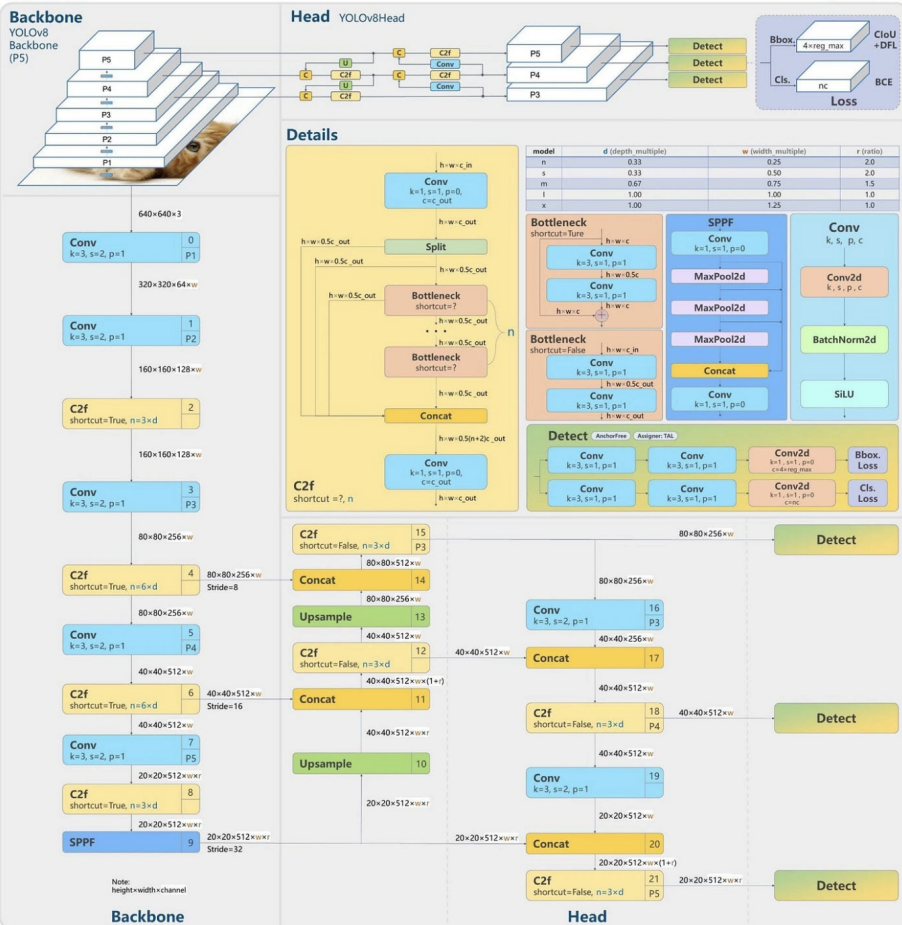 Backbone
YOLOv8
Backbone
(P5)
P5
P4
P3
P2
P1
Head YOLOv8Head
C
C2f
U
Conv
C
C2f
C
C2f
U
Conv
C
C2f
P5
P4
P3
Detect
Detect
Detect
Bbox.
4×reg_max
CIoU
+DFL
Cls.
nc
BCE
Loss
Details
h×w×c_in
Conv
k=1, s=1, p=0,
c=c_out
h×w×c_out
Split
h×w×0.5c_out
h×w×0.5c_out
h×w×0.5c_out
h×w×0.5c_out
Bottleneck
shortcut=?
h×w×0.5c_out
• • •
h×w×0.5c_out
n
Bottleneck
shortcut=?
h×w×0.5c_out
Concat
h×w×0.5(n+2)c_out
Conv
k=1, s=1, p=0,
c=c_out
h×w×c_out
C2f
shortcut =?, n
model d (depth_multiple) w (width_multiple) r (ratio)
n 0.33 0.25 2.0
s 0.33 0.50 2.0
m 0.67 0.75 1.5
l 1.00 1.00 1.0
x 1.00 1.25 1.0
Bottleneck
shortcut=Ture
h×w×c
Conv
k=3, s=1, p=1
h×w×0.5c
Conv
k=3, s=1, p=1
h×w×c
h×w×c
+
Bottleneck
shortcut=False
h×w×c_in
Conv
k=3, s=1, p=1
h×w×0.5c_out
Conv
k=3, s=1, p=1
h×w×c_out
SPPF
Conv
k=1, s=1, p=0
MaxPool2d
MaxPool2d
MaxPool2d
Concat
Conv
k=1, s=1, p=0
Conv
k, s, p, c
Conv2d
k, s, p, c
BatchNorm2d
SiLU
Detect AnchorFree Assigner: TAL
Conv
k=3, s=1, p=1
Conv
k=3, s=1, p=1
Conv2d
k=1, s=1, p=0
c=4×reg_max
Bbox.
Loss
Conv
k=3, s=1, p=1
Conv
k=3, s=1, p=1
Conv2d
k=1, s=1, p=0
c=nc
Cls.
Loss
640×640×3
Conv 0
k=3, s=2, p=1 P1
320×320×64×w
Conv 1
k=3, s=2, p=1 P2
160×160×128×w
C2f 2
shortcut=True, n=3×d
160×160×128×w
Conv 3
k=3, s=2, p=1 P3
80×80×256×w
C2f 4
shortcut=True, n=6×d
80×80×256×w
Stride=8
80×80×256×w
Conv 5
k=3, s=2, p=1 P4
40×40×512×w
C2f 6
shortcut=True, n=6×d
40×40×512×w
Stride=16
40×40×512×w
Conv 7
k=3, s=2, p=1 P5
20×20×512×w×r
C2f 8
shortcut=True, n=3×d
20×20×512×w×r
SPPF 9
20×20×512×w×r
Stride=32
Note:
height×width×channel
Backbone
C2f 15
shortcut=False, n=3×d P3
80×80×512×w
Concat 14
80×80×256×w
Upsample 13
40×40×512×w
C2f 12
shortcut=False, n=3×d
40×40×512×w
40×40×512×w×(1+r)
Concat 11
40×40×512×w×r
Upsample 10
20×20×512×w×r
20×20×512×w×r
80×80×256×w
Detect
80×80×256×w
Conv 16
k=3, s=2, p=1 P3
40×40×256×w
Concat 17
40×40×512×w
C2f 18
shortcut=False, n=3×d P4
40×40×512×w
Detect
40×40×512×w
Conv 19
k=3, s=2, p=1
20×20×512×w
Concat 20
20×20×512×w×(1+r)
C2f 21
shortcut=False, n=3×d P5
20×20×512×w×r
Detect
Head